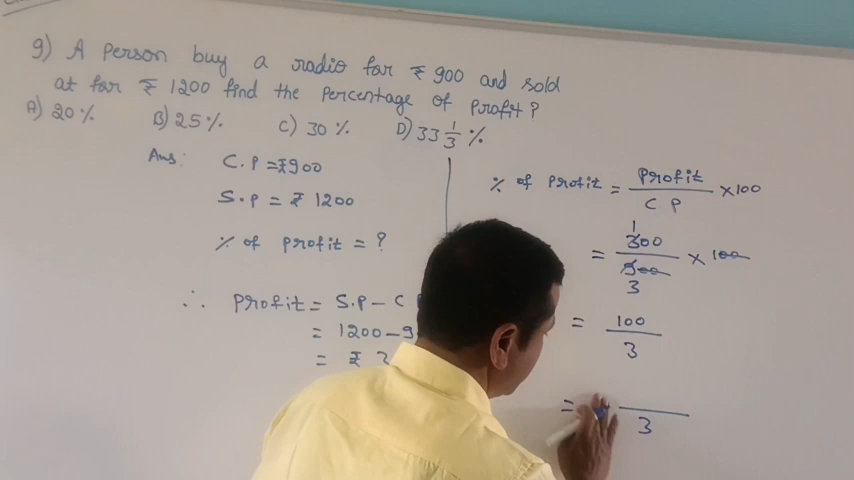 9) A Person buy a radio for ₹ 900 and sold
at for ₹ 1200 find the percentage of profit?
A) 20% B) 25% C) 30% D) 33 1/3 %
Ans: C.P = ₹900
S.P = ₹ 1200
% of profit = ?
∴ Profit = S.P – C
= 1200 – 9
= ₹
% of Profit = Profit / CP × 100
= 300 / 900 × 100
1
3
= 100 / 3
= / 3